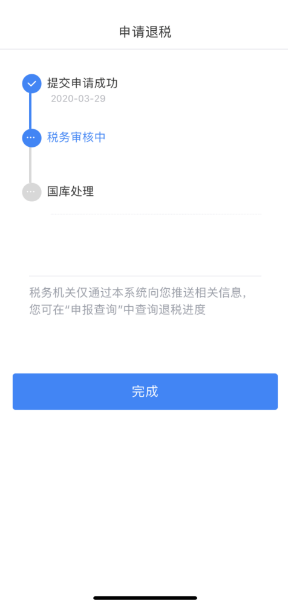 申请退税
提交申请成功
2020-03-29
税务审核中
国库处理
税务机关仅通过本系统向您推送相关信息，
您可在“申报查询”中查询退税进度
完成